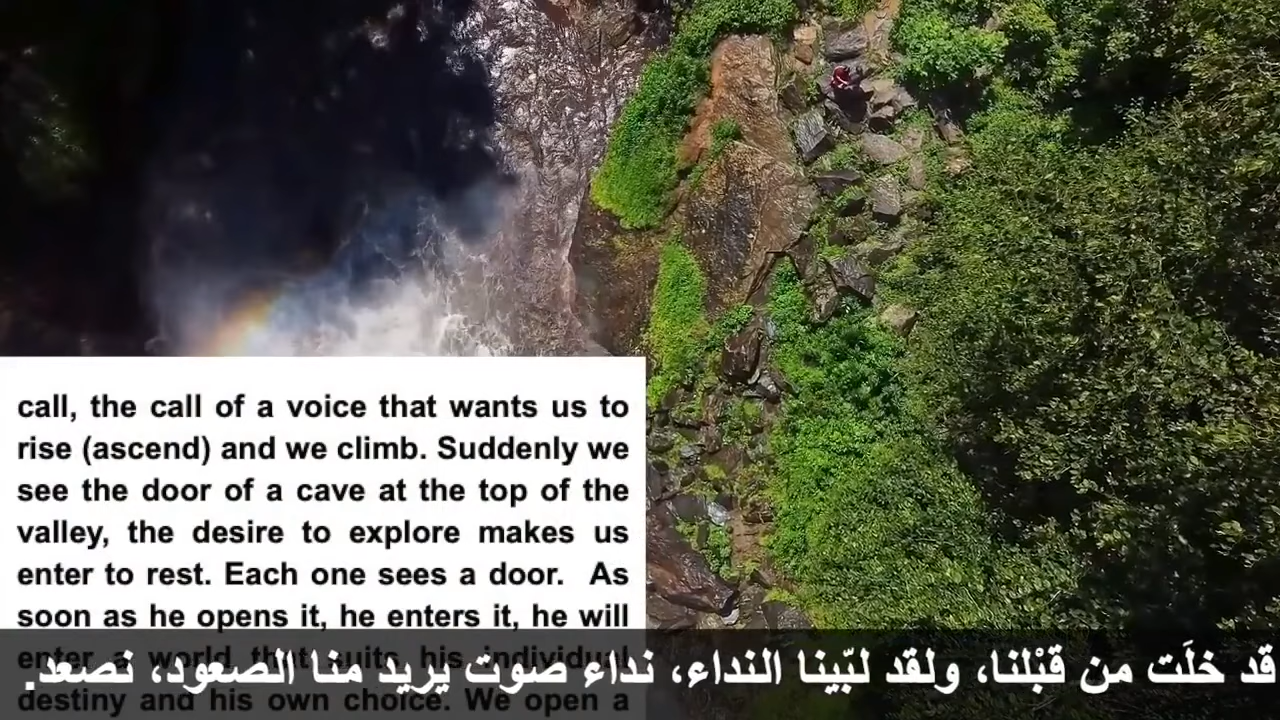 call, the call of a voice that wants us to
rise (ascend) and we climb. Suddenly we
see the door of a cave at the top of the
valley, the desire to explore makes us
enter to rest. Each one sees a door. As
soon as he opens it, he enters it, he will
enter a world that suits his individual
destiny and his own choice. We open a
قد خلَت من قبْلنا، ولقد لبّينا النداء، نداء صوت يريد منا الصعود، نصعد.